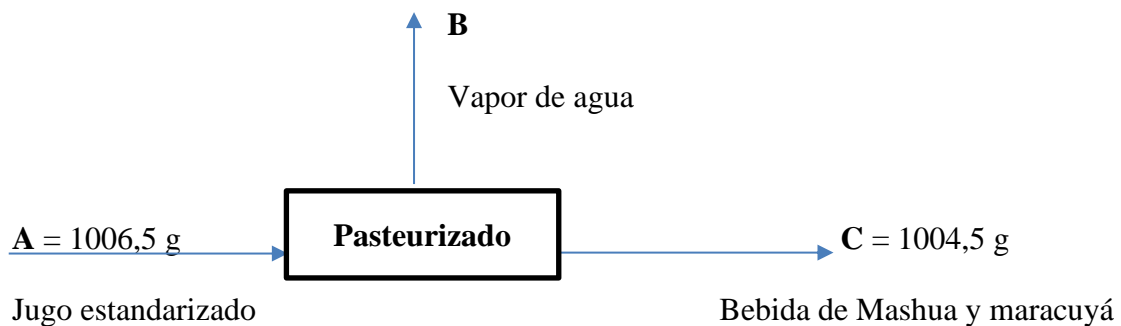 B
Vapor de agua
A = 1006,5 g
Pasteurizado
C = 1004,5 g
Jugo estandarizado
Bebida de Mashua y maracuyá